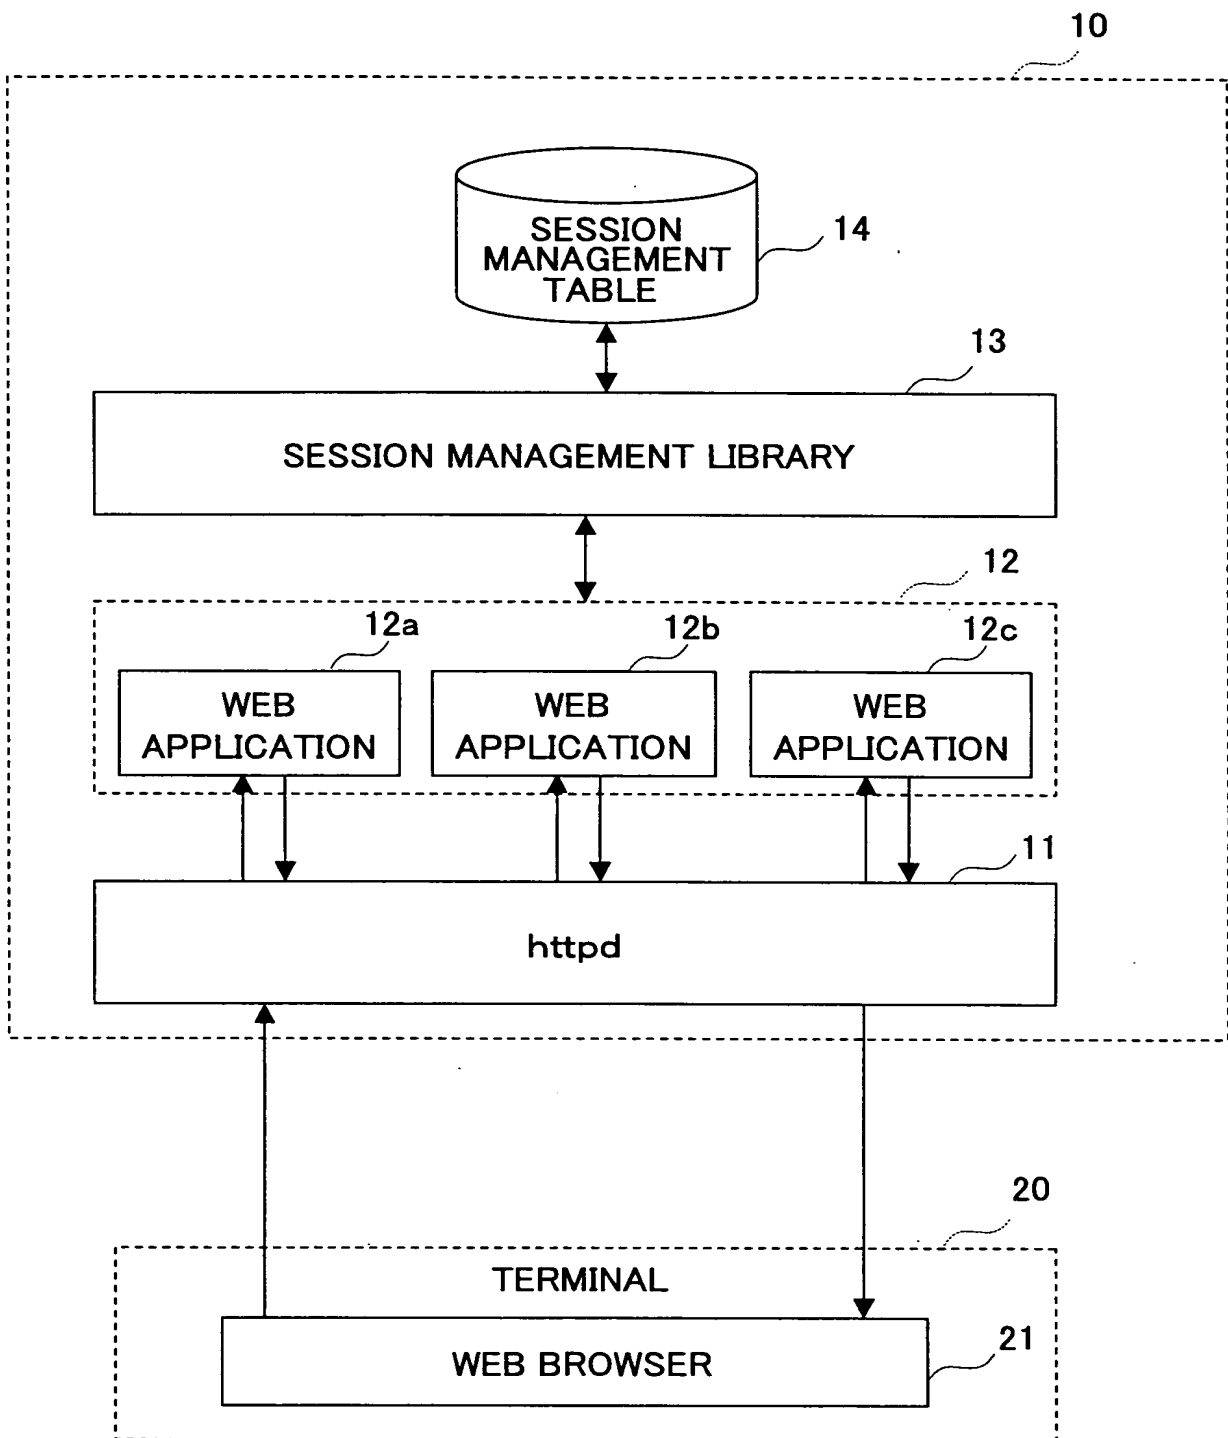 10
SESSION
MANAGEMENT
TABLE
14
13
SESSION MANAGEMENT LIBRARY
12
12a
12b
12c
WEB
APPLICATION
WEB
APPLICATION
WEB
APPLICATION
11
httpd
20
TERMINAL
WEB BROWSER
21